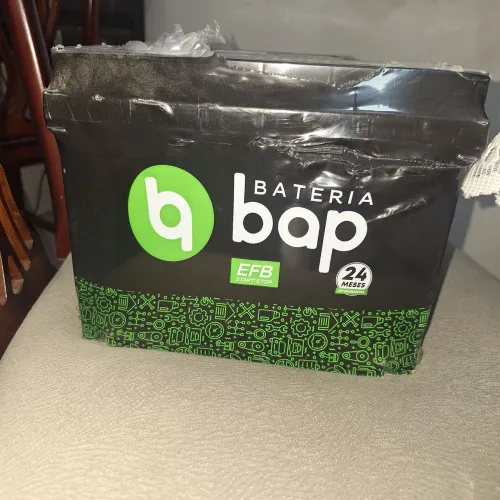 BATERIA
bap
EFB
START-STOP
24
MESES